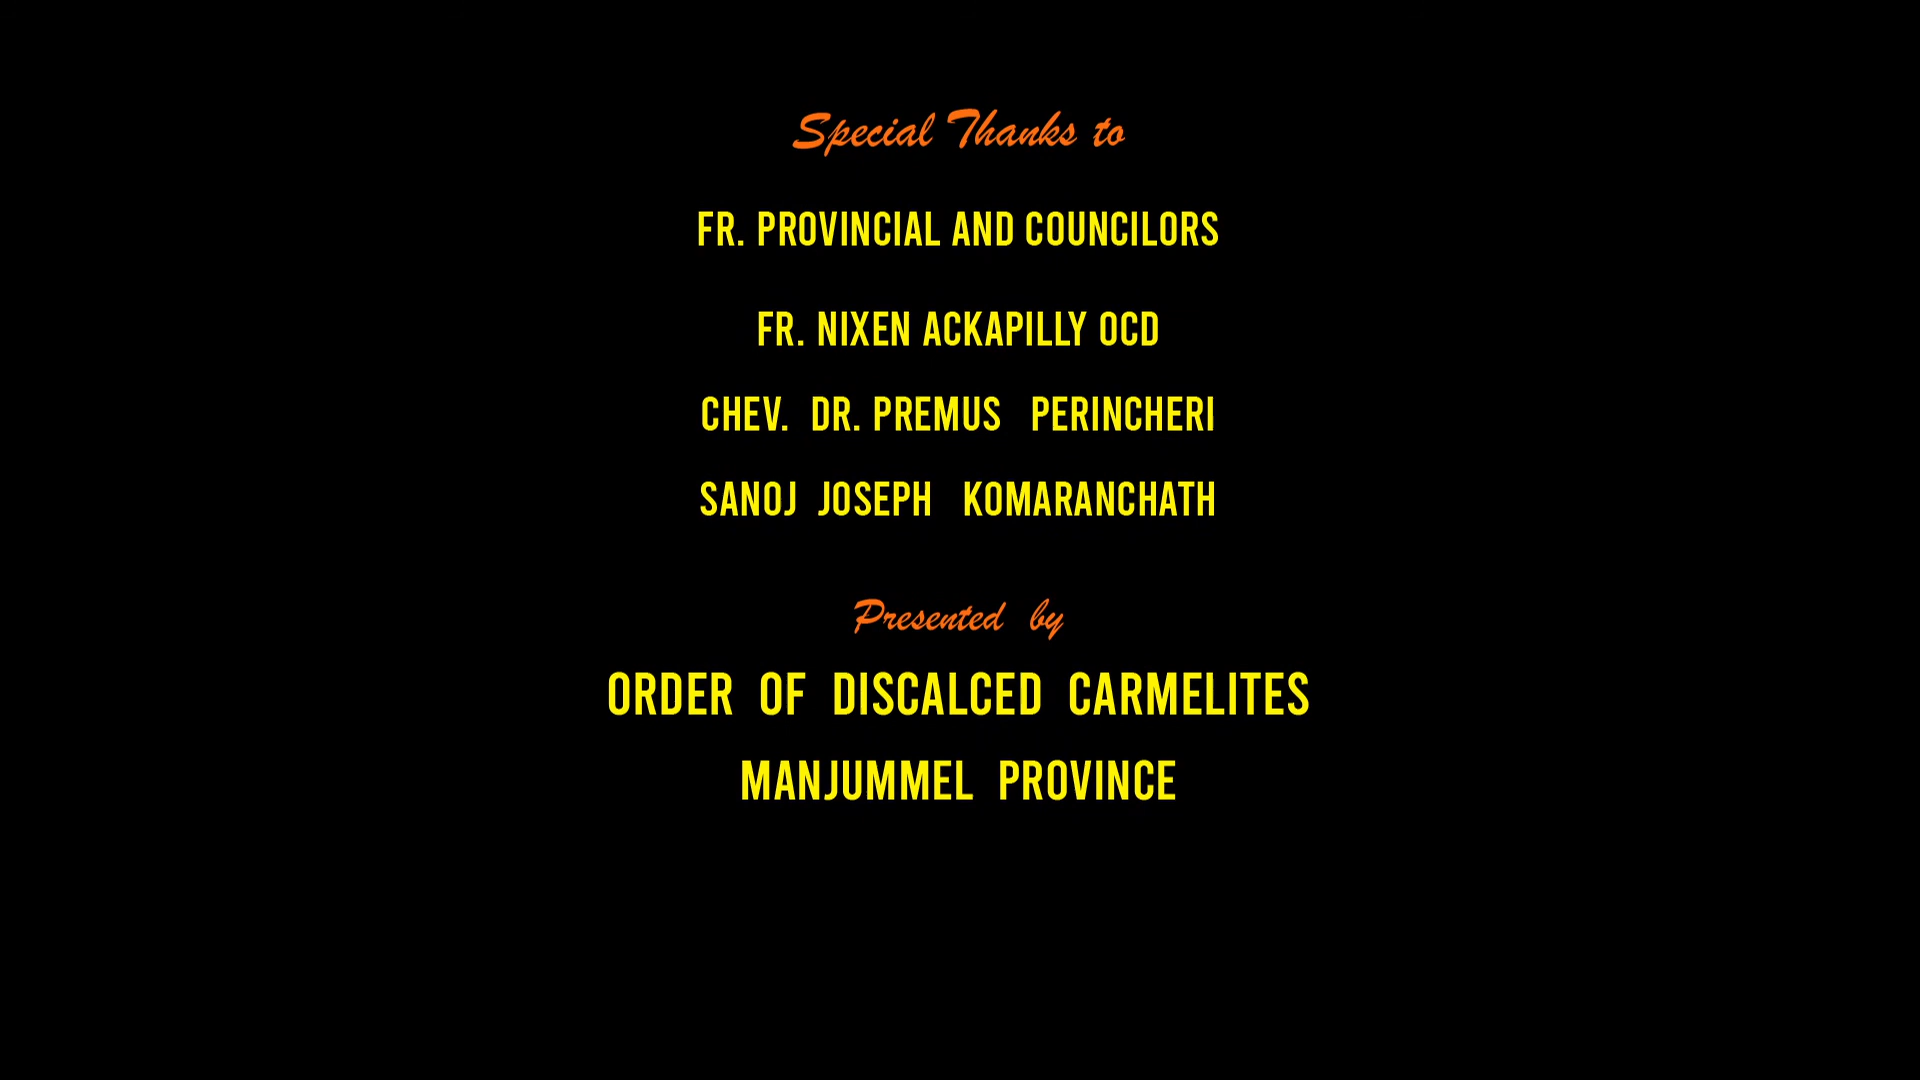 Special Thanks to
FR. PROVINCIAL AND COUNCILORS
FR. NIXEN ACKAPILLY OCD
CHEV. DR. PREMUS PERINCHERI
SANOJ JOSEPH KOMARANCHATH
Presented by
ORDER OF DISCALCED CARMELITES
MANJUMMEL PROVINCE